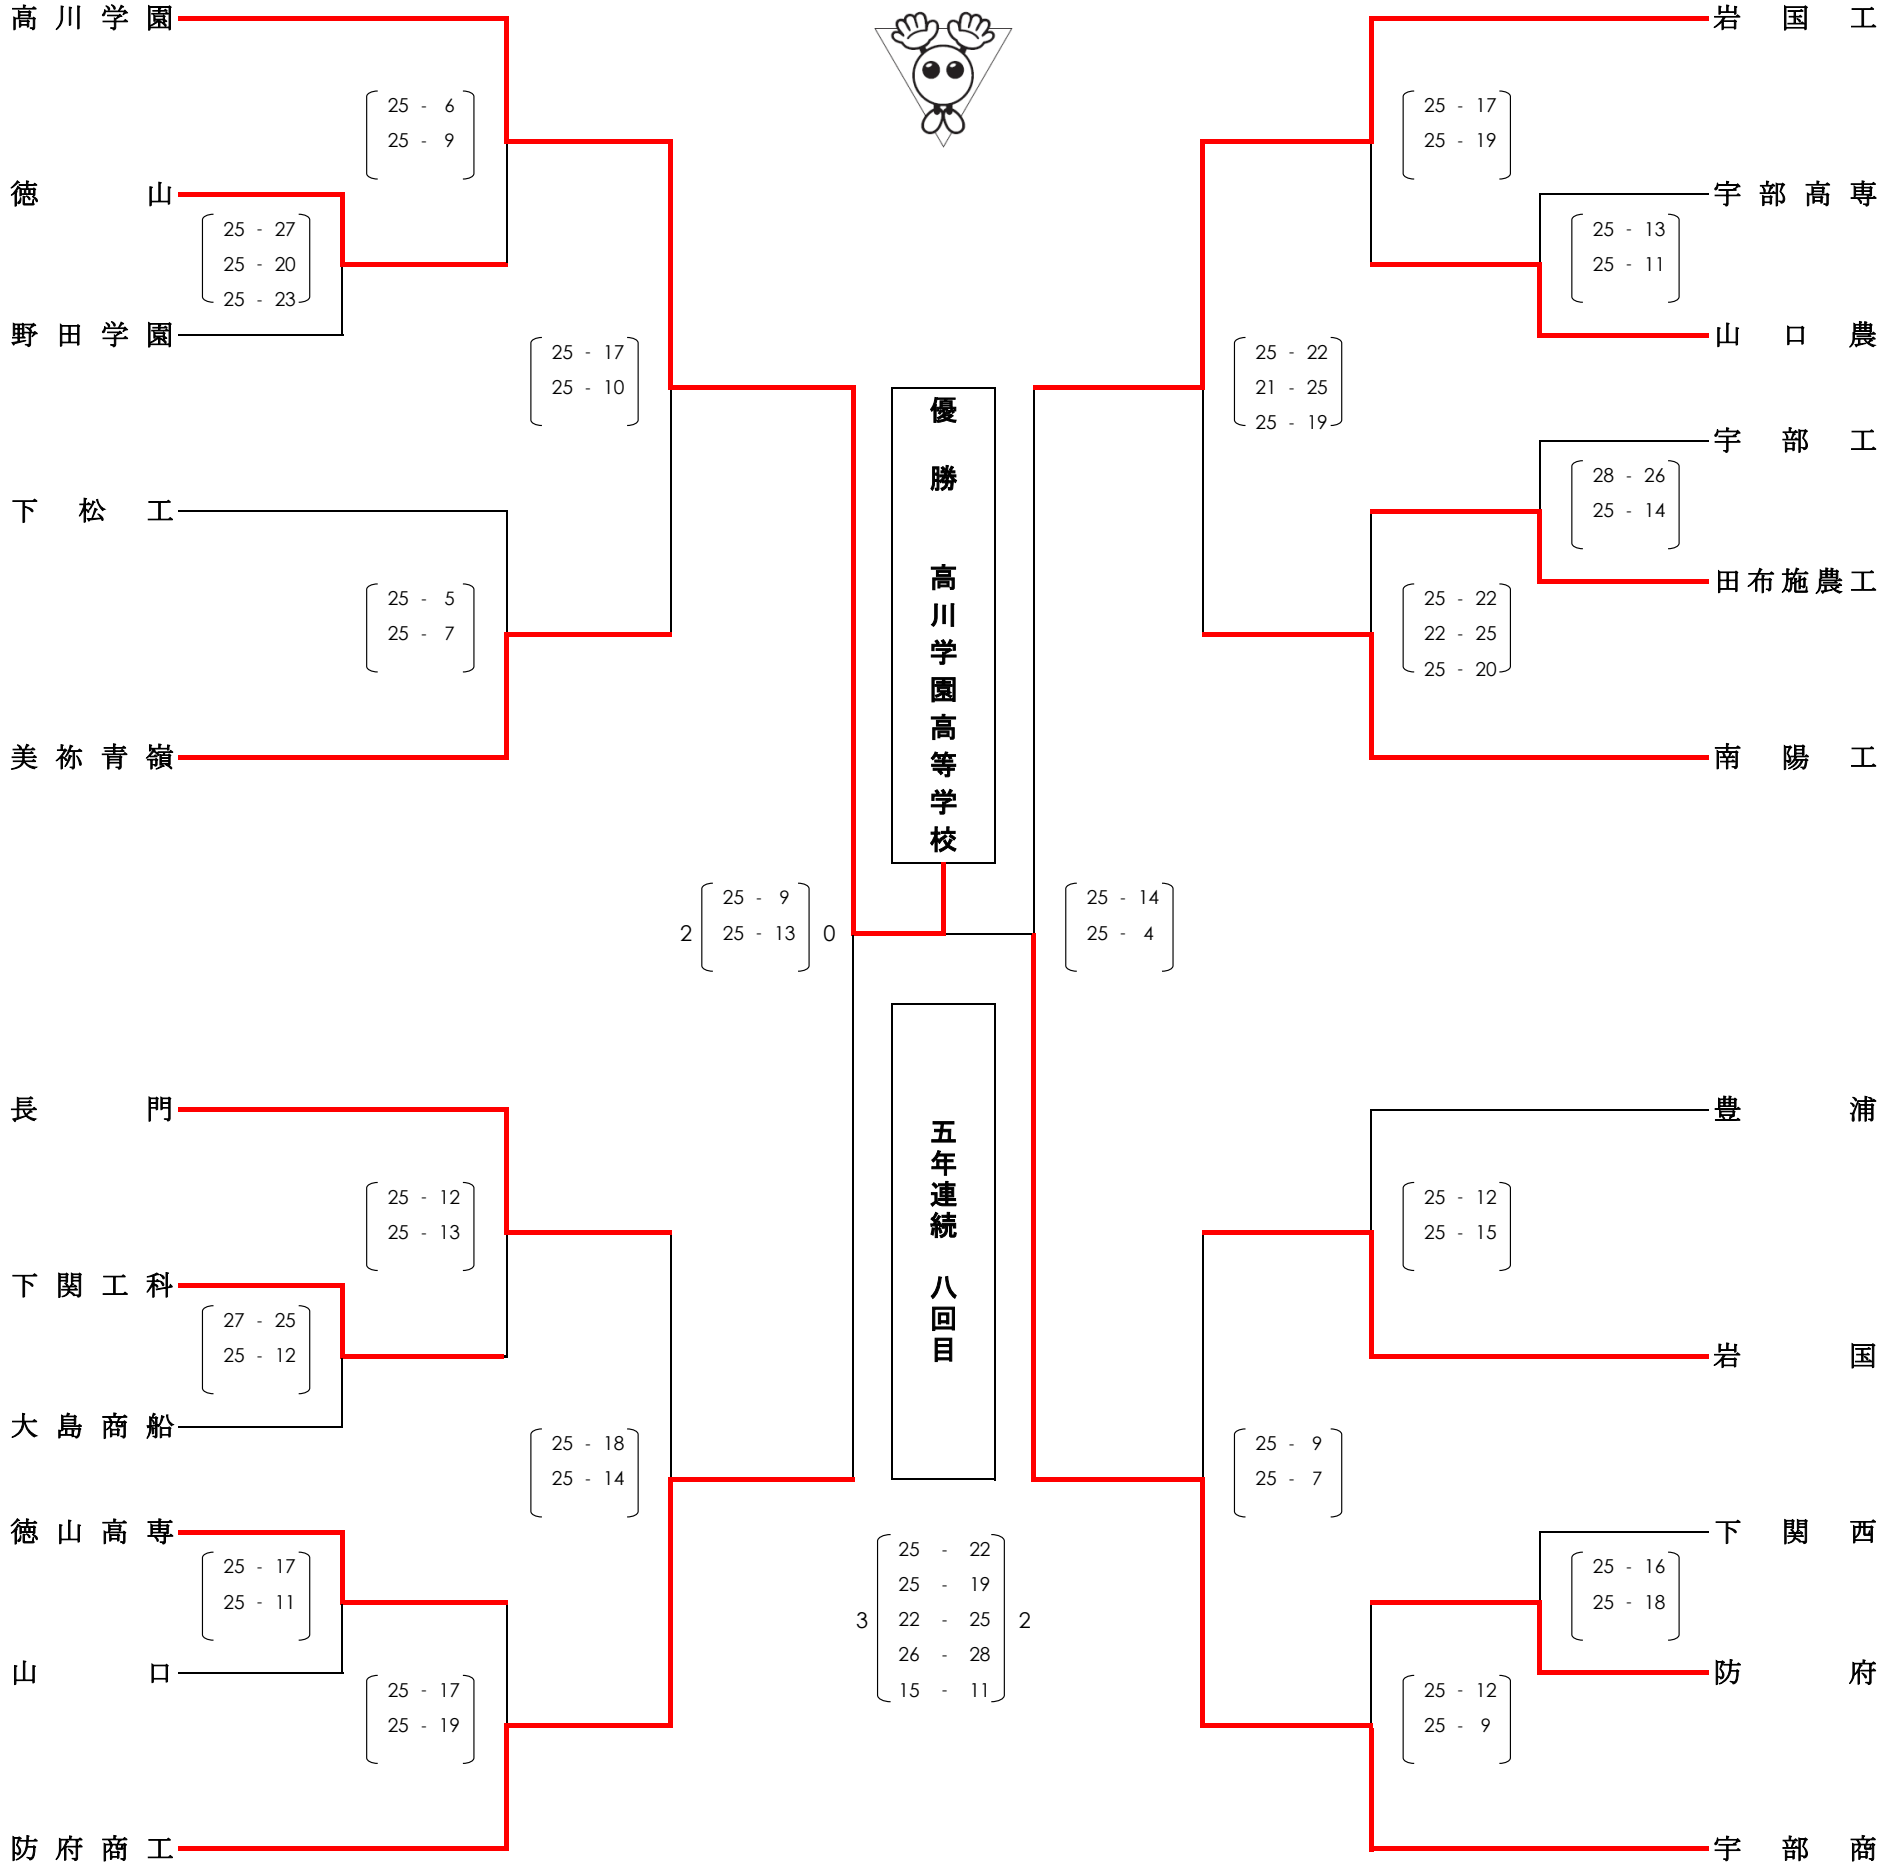 高川学園
25 - 6
25 - 9
徳山
25 - 27
25 - 20
25 - 23
野田学園
25 - 17
25 - 10
下松工
25 - 5
25 - 7
美祢青嶺
2
25 - 9
25 - 13
0
長門
25 - 12
25 - 13
下関工科
27 - 25
25 - 12
大島商船
25 - 18
25 - 14
徳山高専
25 - 17
25 - 11
山口
25 - 17
25 - 19
防府商工
優勝 高川学園高等学校
五年連続 八回目
3
25 - 22
25 - 19
22 - 25
26 - 28
15 - 11
2
岩国工
25 - 17
25 - 19
宇部高専
25 - 13
25 - 11
山口農
25 - 22
21 - 25
25 - 19
宇部工
28 - 26
25 - 14
田布施農工
25 - 22
22 - 25
25 - 20
南陽工
25 - 14
25 - 4
豊浦
25 - 12
25 - 15
岩国
25 - 9
25 - 7
下関西
25 - 16
25 - 18
防府
25 - 12
25 - 9
宇部商